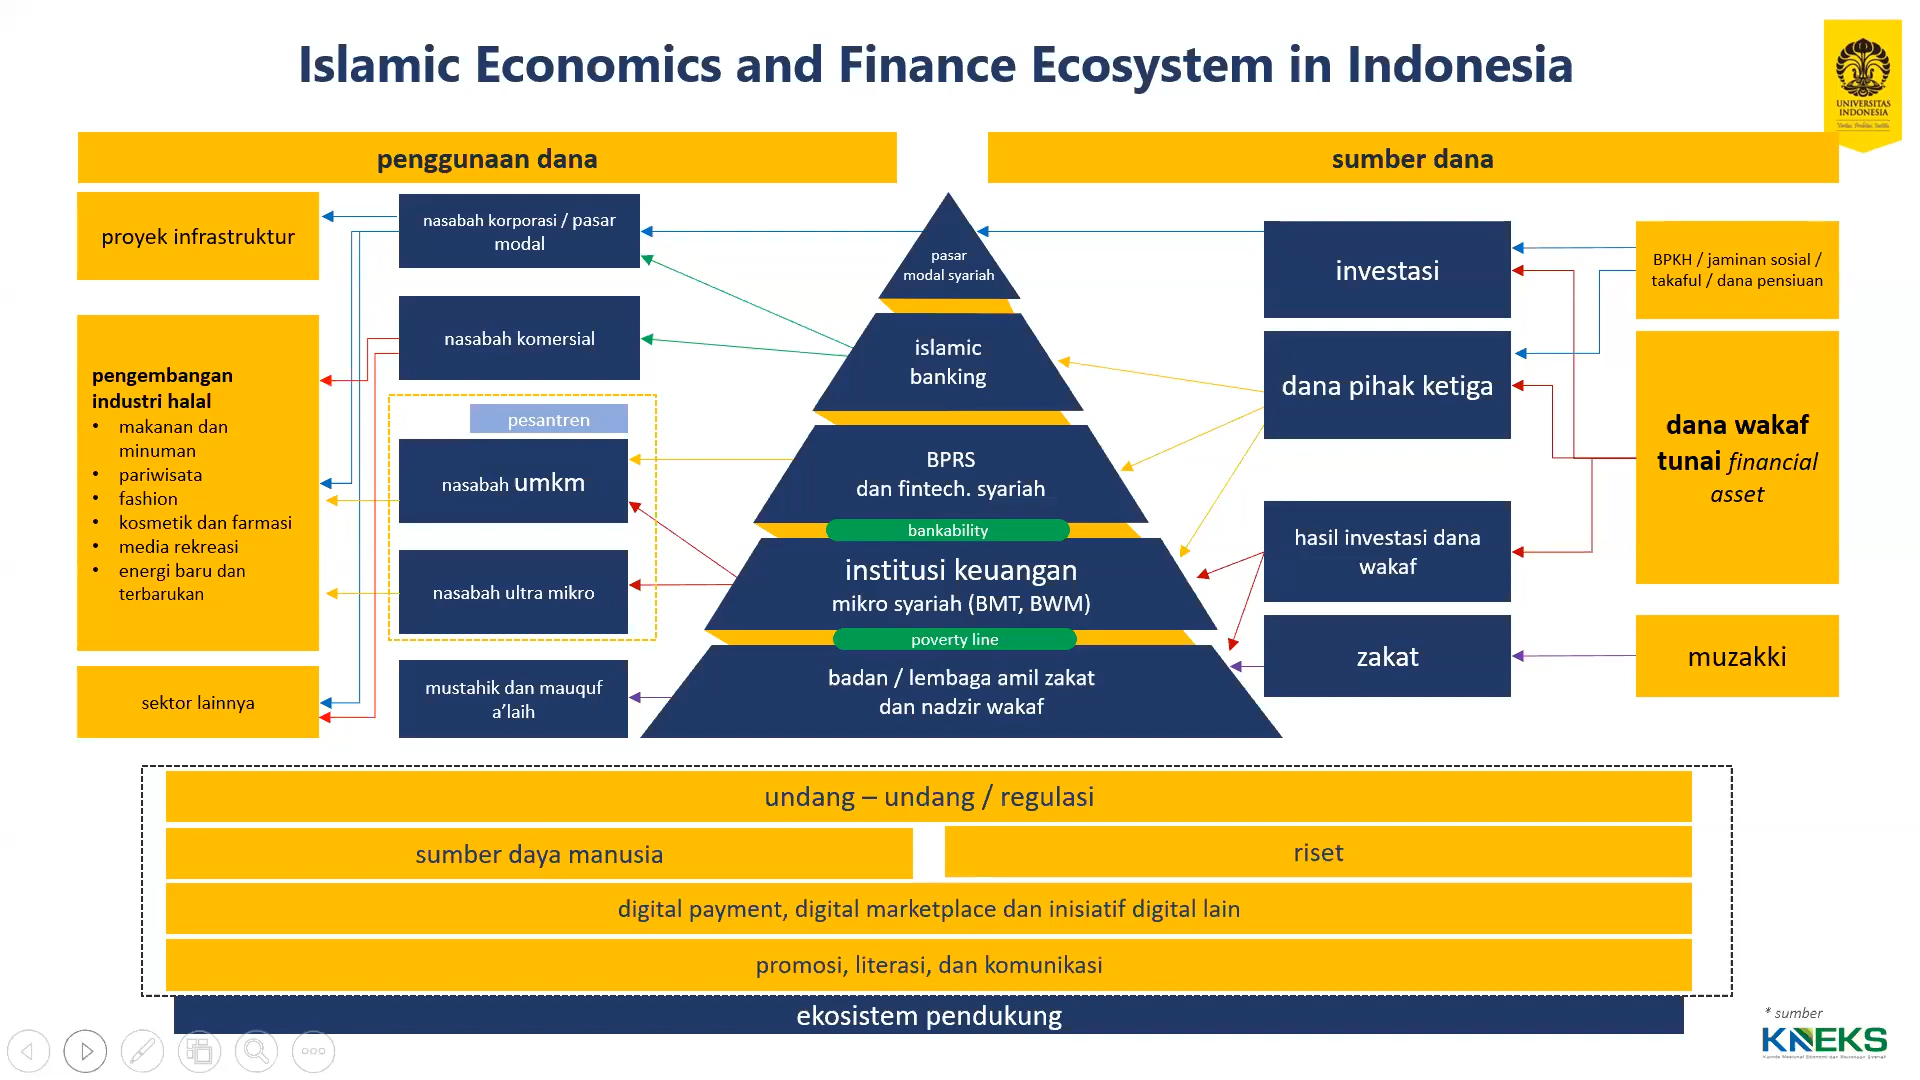 Islamic Economics and Finance Ecosystem in Indonesia
UNIVERSITAS
INDONESIA
penggunaan dana
sumber dana
proyek infrastruktur
pengembangan
industri halal
• makanan dan
minuman
• pariwisata
• fashion
• kosmetik dan farmasi
• media rekreasi
• energi baru dan
terbarukan
sektor lainnya
nasabah korporasi / pasar
modal
nasabah komersial
pesantren
nasabah umkm
nasabah ultra mikro
mustahik dan mauquf
a’laih
pasar
modal syariah
islamic
banking
BPRS
dan fintech. syariah
bankability
institusi keuangan
mikro syariah (BMT, BWM)
poverty line
badan / lembaga amil zakat
dan nadzir wakaf
investasi
dana pihak ketiga
hasil investasi dana
wakaf
zakat
BPKH / jaminan sosial /
takaful / dana pensiuan
dana wakaf
tunai financial
asset
muzakki
undang – undang / regulasi
sumber daya manusia
riset
digital payment, digital marketplace dan inisiatif digital lain
promosi, literasi, dan komunikasi
ekosistem pendukung
* sumber
KNEKS